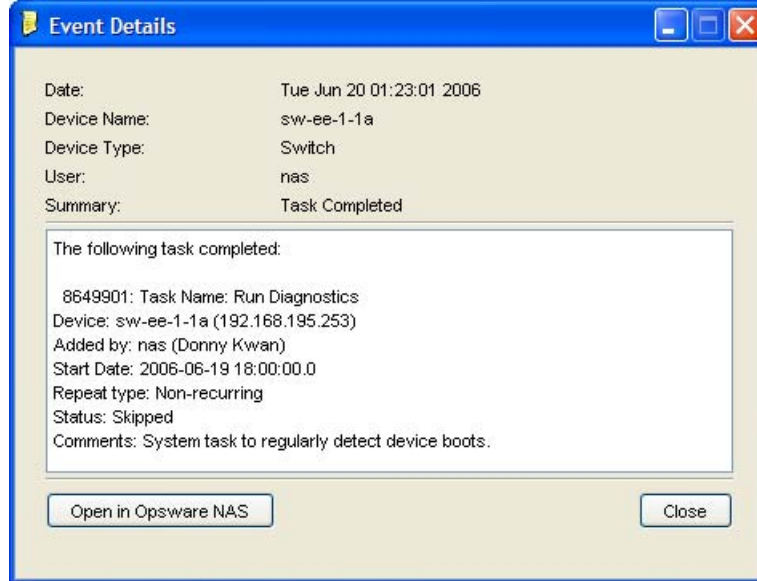 Event Details
Date: Tue Jun 20 01:23:01 2006
Device Name: sw-ee-1-1a
Device Type: Switch
User: nas
Summary: Task Completed
The following task completed:
8649901: Task Name: Run Diagnostics
Device: sw-ee-1-1a (192.168.195.253)
Added by: nas (Donny Kwan)
Start Date: 2006-06-19 18:00:00.0
Repeat type: Non-recurring
Status: Skipped
Comments: System task to regularly detect device boots.
Open in Opsware NAS Close